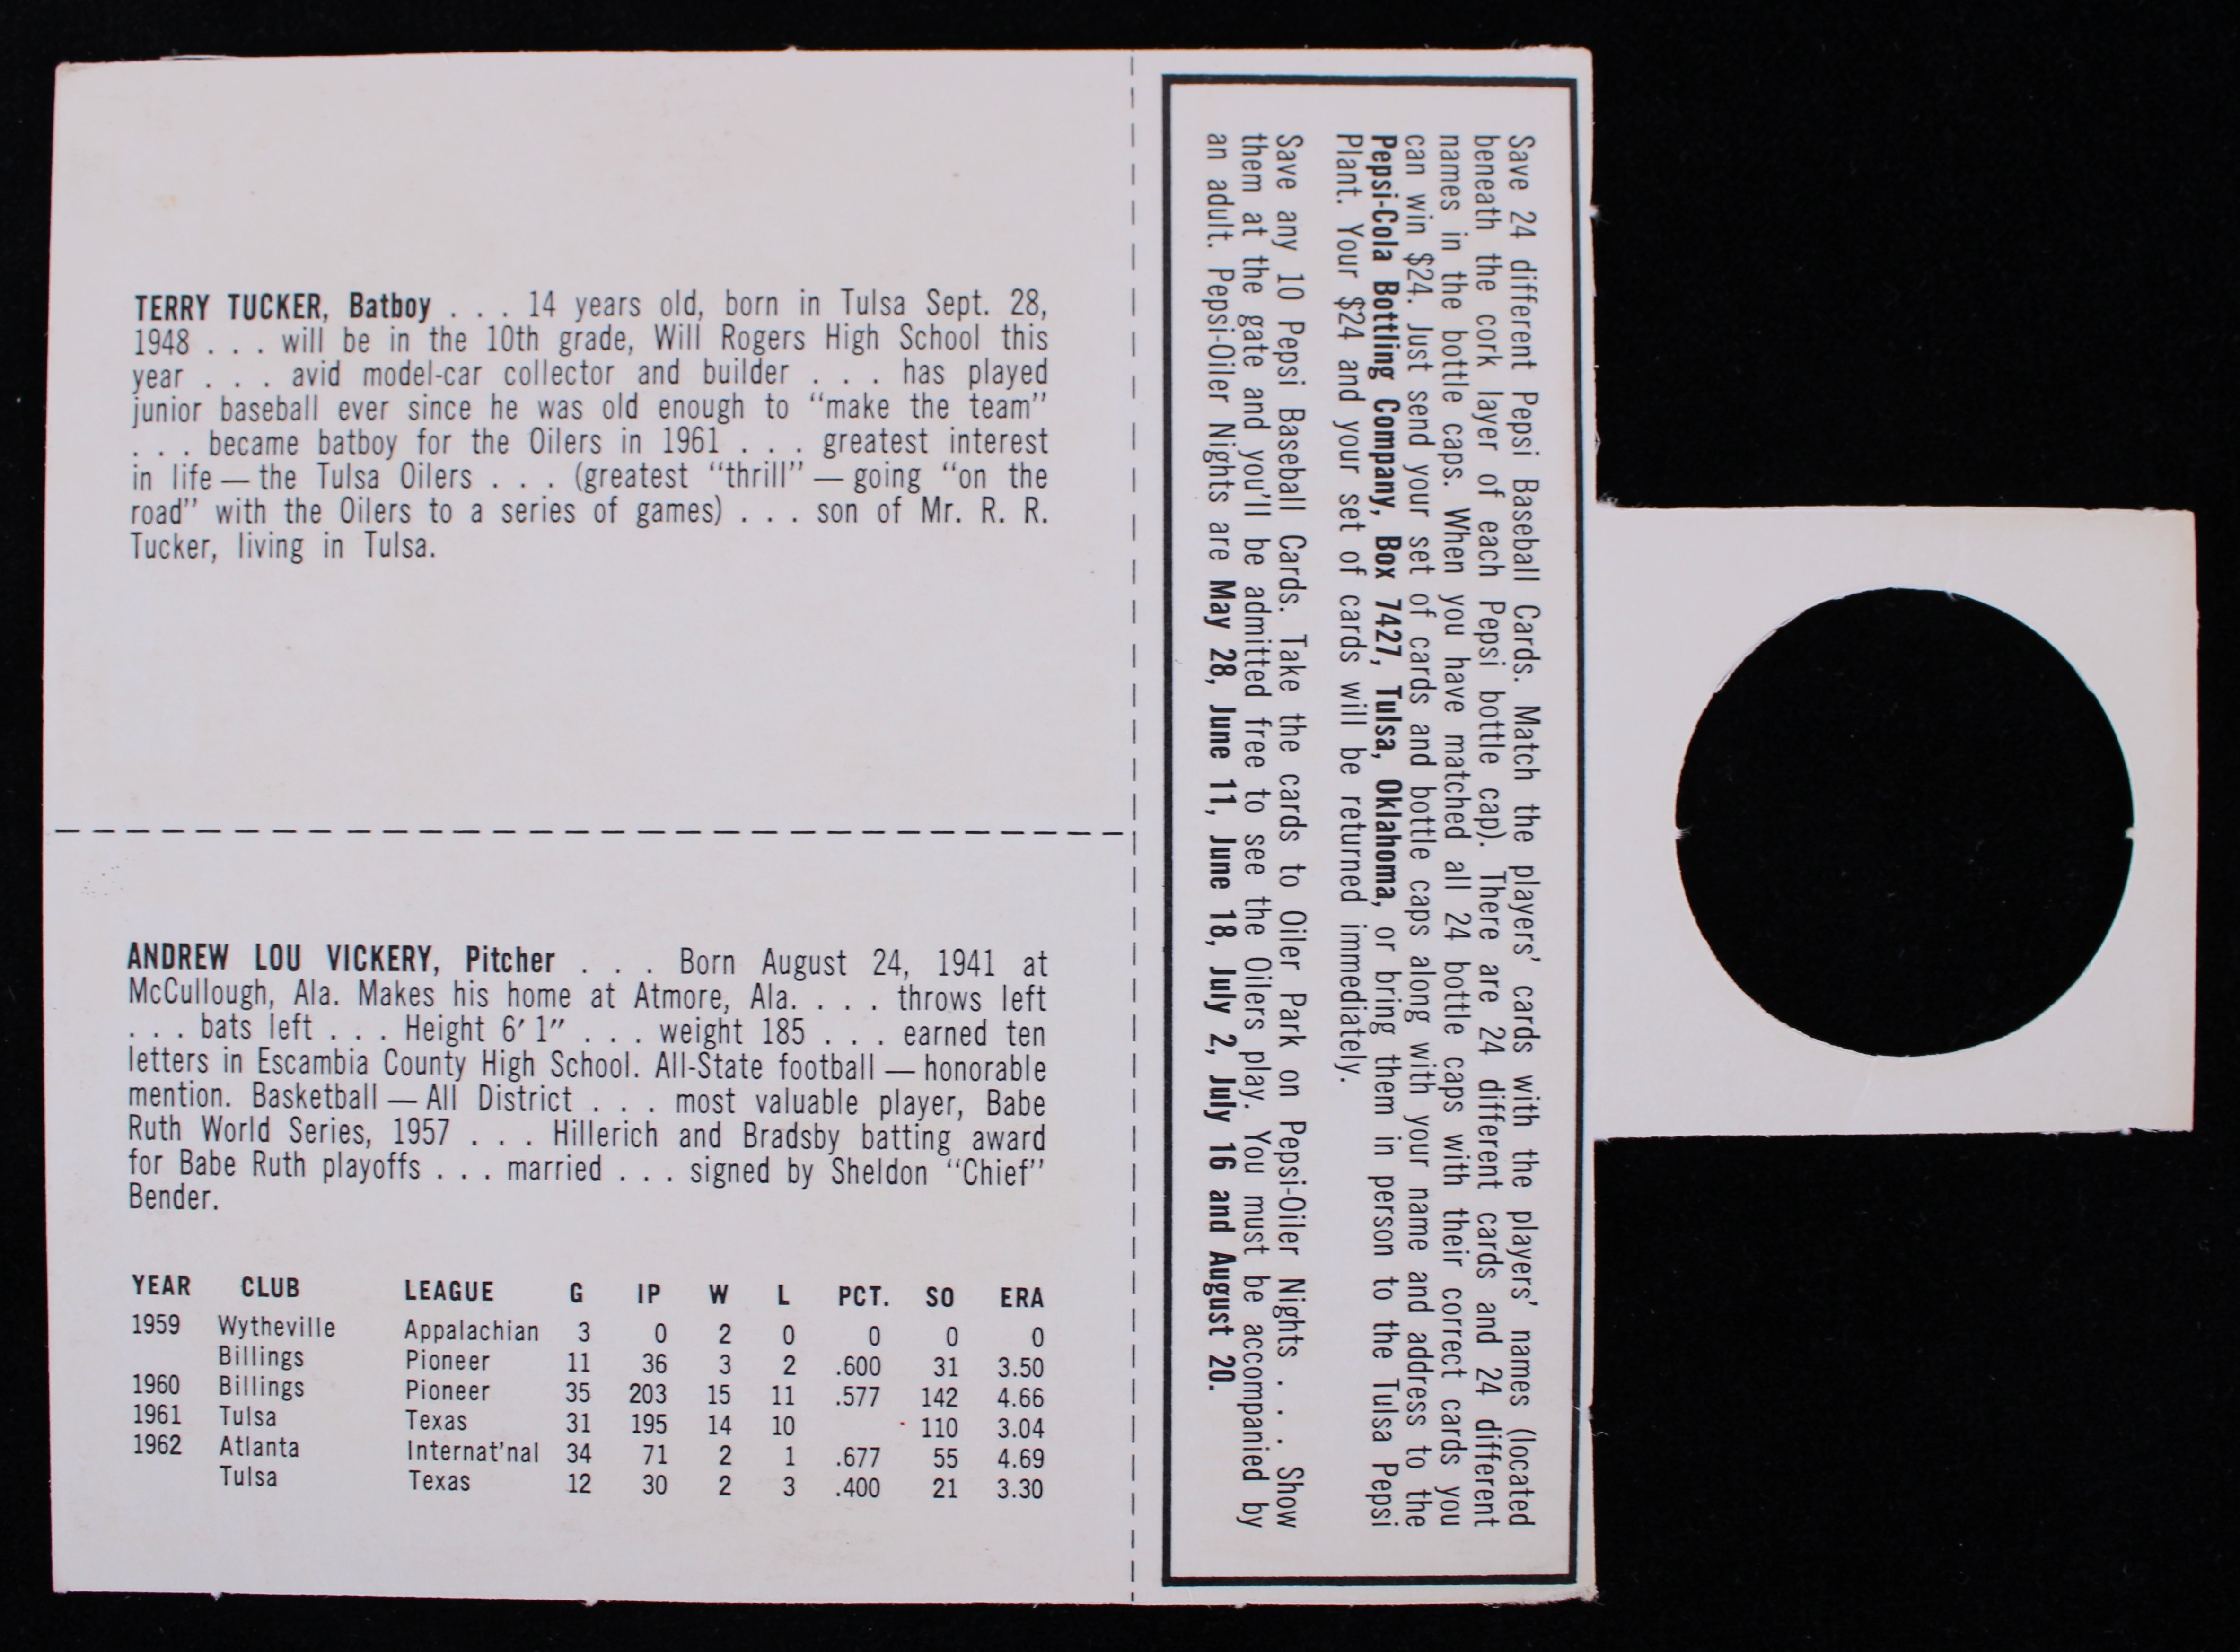 TERRY TUCKER, Batboy . . . 14 years old, born in Tulsa Sept. 28,
1948 . . . will be in the 10th grade, Will Rogers High School this
year . . . avid model-car collector and builder . . . has played
junior baseball ever since he was old enough to “make the team”
. . . became batboy for the Oilers in 1961 . . . greatest interest
in life — the Tulsa Oilers . . . (greatest “thrill” — going “on the
road” with the Oilers to a series of games) . . . son of Mr. R. R.
Tucker, living in Tulsa.
ANDREW LOU VICKERY, Pitcher . . . Born August 24, 1941 at
McCullough, Ala. Makes his home at Atmore, Ala. . . . throws left
. . . bats left . . . Height 6′ 1″ . . . weight 185 . . . earned ten
letters in Escambia County High School. All-State football — honorable
mention. Basketball — All District . . . most valuable player, Babe
Ruth World Series, 1957 . . . Hillerich and Bradsby batting award
for Babe Ruth playoffs . . . married . . . signed by Sheldon “Chief”
Bender.
YEAR CLUB LEAGUE G IP W L PCT. SO ERA
1959 Wytheville Appalachian 3 0 2 0 0 0 0
Billings Pioneer 11 36 3 2 .600 31 3.50
1960 Billings Pioneer 35 203 15 11 .577 142 4.66
1961 Tulsa Texas 31 195 14 10 110 3.04
1962 Atlanta Internat’nal 34 71 2 1 .677 55 4.69
Tulsa Texas 12 30 2 3 .400 21 3.30
Save 24 different Pepsi Baseball Cards. Match the players’ cards with the players’ names (located
beneath the cork layer of each Pepsi bottle cap). There are 24 different cards and 24 different
names in the bottle caps. When you have matched all 24 bottle caps with their correct cards you
can win $24. Just send your set of cards and bottle caps along with your name and address to the
Pepsi-Cola Bottling Company, Box 7427, Tulsa, Oklahoma, or bring them in person to the Tulsa Pepsi
Plant. Your $24 and your set of cards will be returned immediately.
Save any 10 Pepsi Baseball Cards. Take the cards to Oiler Park on Pepsi-Oiler Nights . . . Show
them at the gate and you’ll be admitted free to see the Oilers play. You must be accompanied by
an adult. Pepsi-Oiler Nights are May 28, June 11, June 18, July 2, July 16 and August 20.